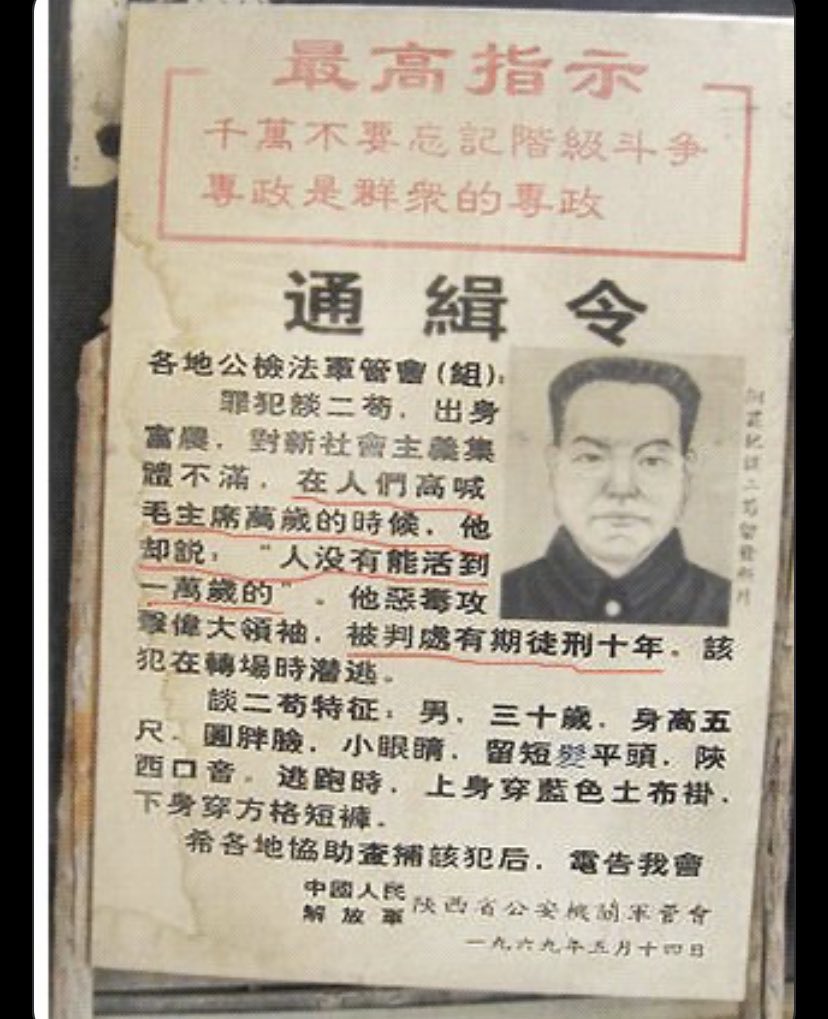 最高指示
千萬不要忘記階級斗争
專政是群衆的專政
通緝令
各地公檢法軍管會(組):
罪犯談二苟．出身
富農．對新社會主義集
體不滿．在人們高喊
毛主席萬歲的時候．他
却説："人没有能活到
一萬歲的"．他惡毒攻
擊偉大領袖．被判處有期徒刑十年。該
犯在轉場時潜逃。
談二苟特征：男．三十歲．身高五
尺．圓胖臉．小眼睛．留短髮平頭．陝
西口音。逃跑時．上身穿藍色土布褂．
下身穿方格短褲．
希各地協助查捕該犯后．電告我會
中國人民
解放軍 陝西省公安機關軍管會
一九六九年五月十四日